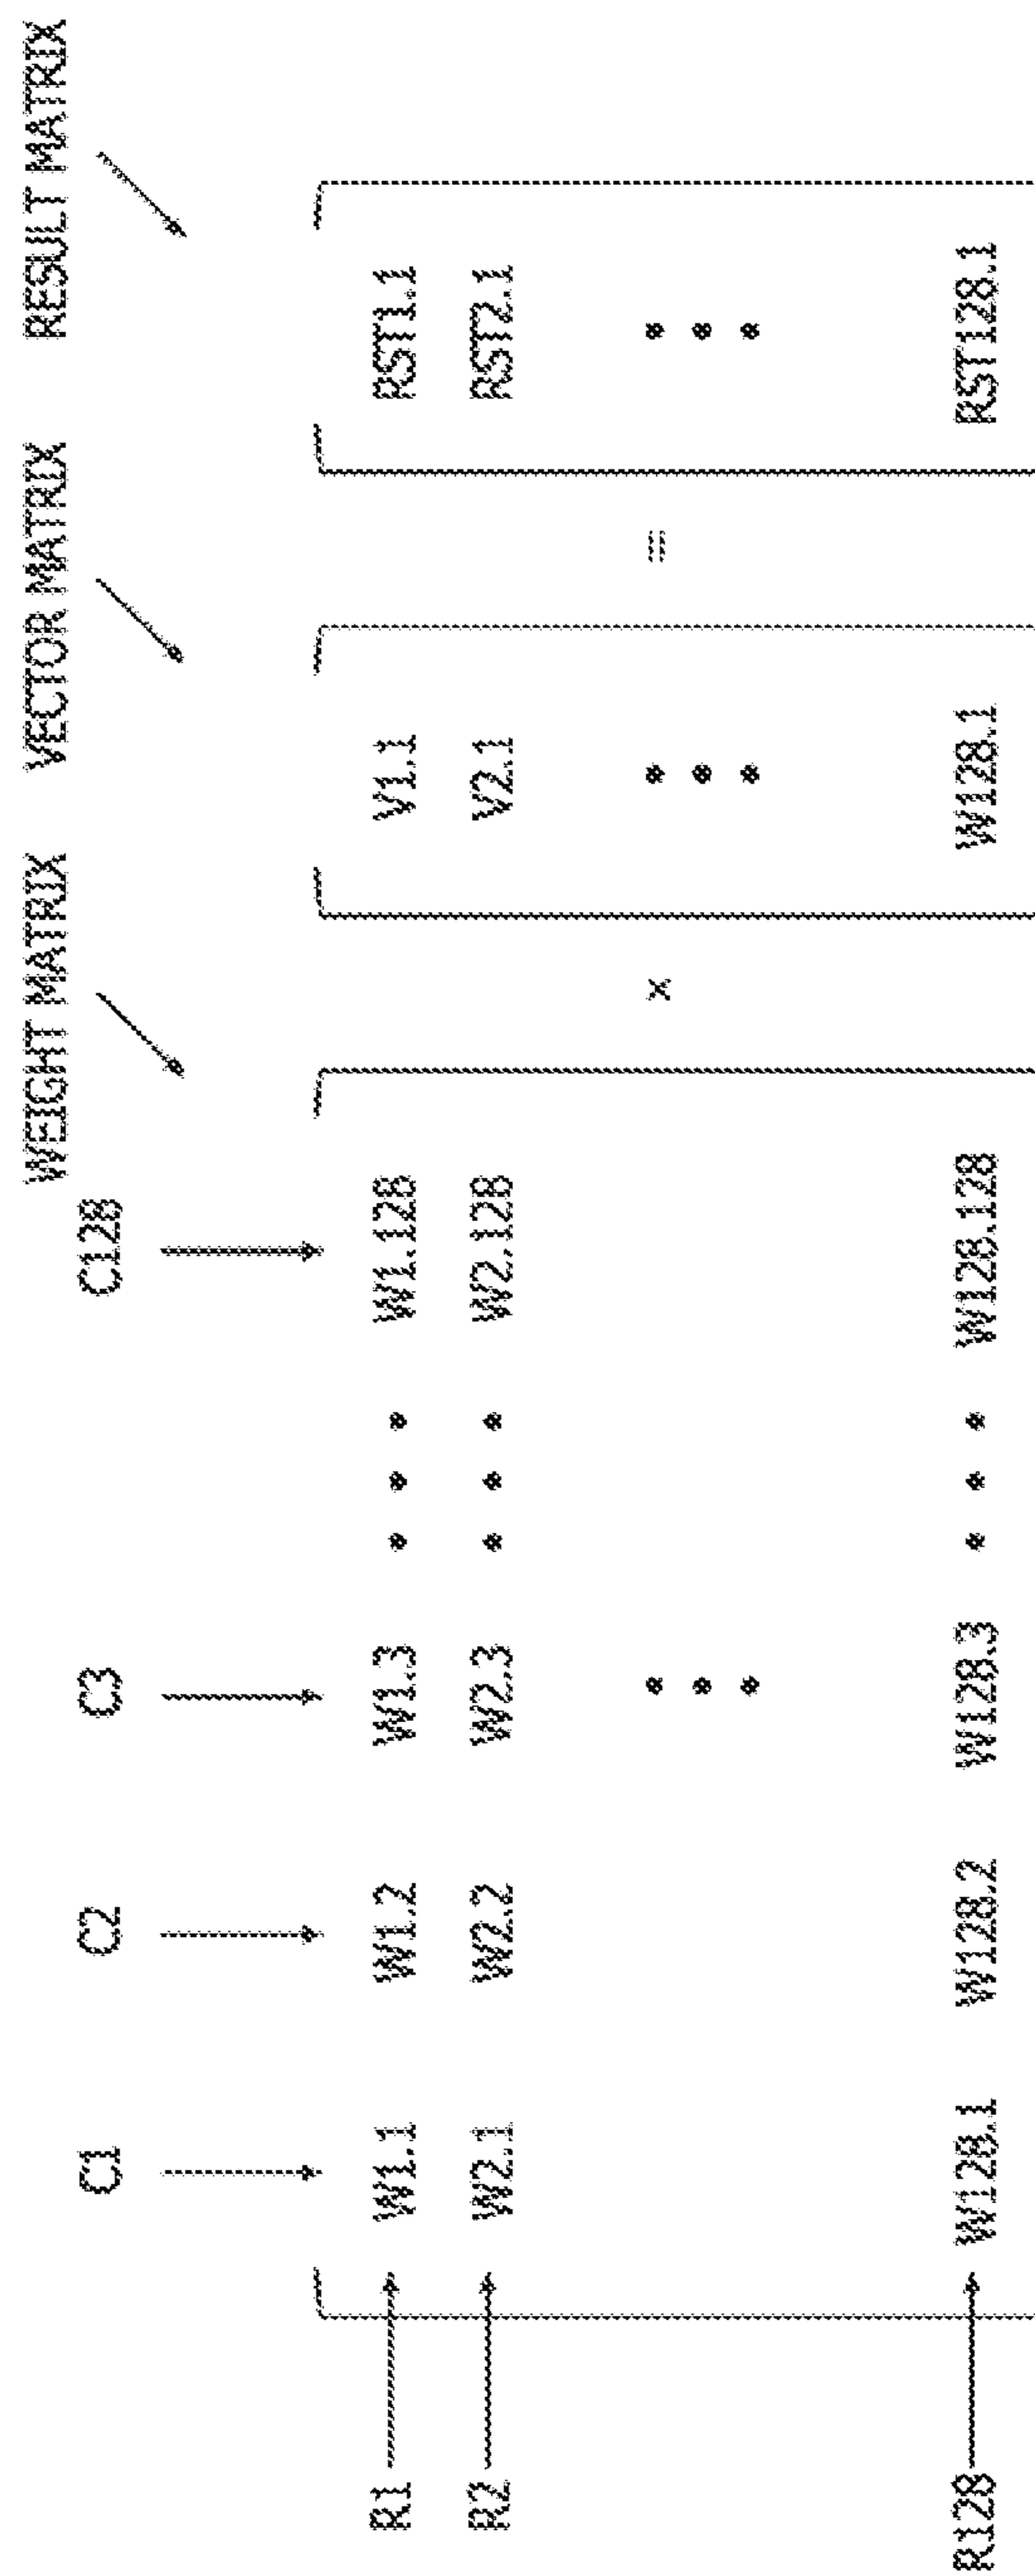 WEIGHT MATRIX VECTOR MATRIX RESULT MATRIX
C1 C2 C3 C128
R1 W1.1 W1.2 W1.3 • • • W1.128 V1.1 RST1.1
R2 W2.1 W2.2 W2.3 • • • W2.128 V2.1 RST2.1
• • • × • • • = • • •
R128 W128.1 W128.2 W128.3 • • • W128.128 W128.1 RST128.1